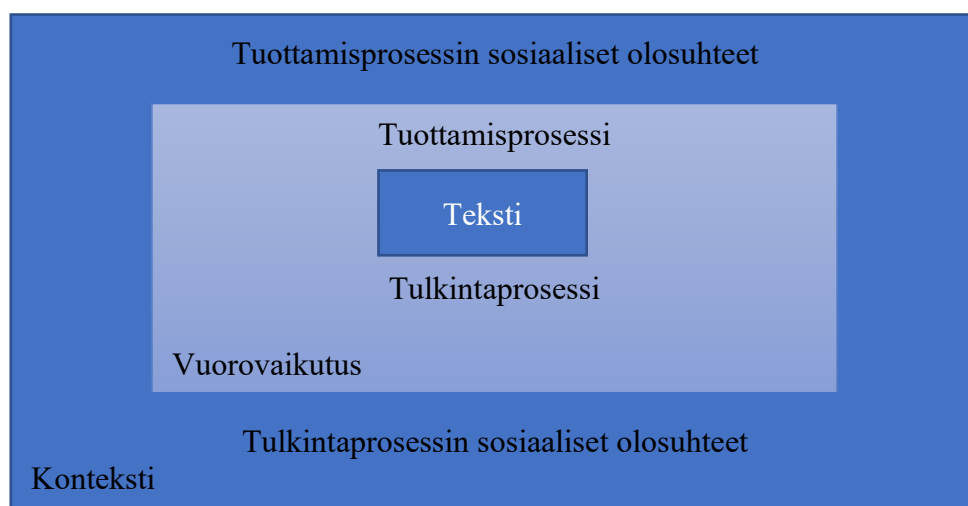 Tuottamisprosessin sosiaaliset olosuhteet
Tuottamisprosessi
Teksti
Tulkintaprosessi
Vuorovaikutus
Tulkintaprosessin sosiaaliset olosuhteet
Konteksti